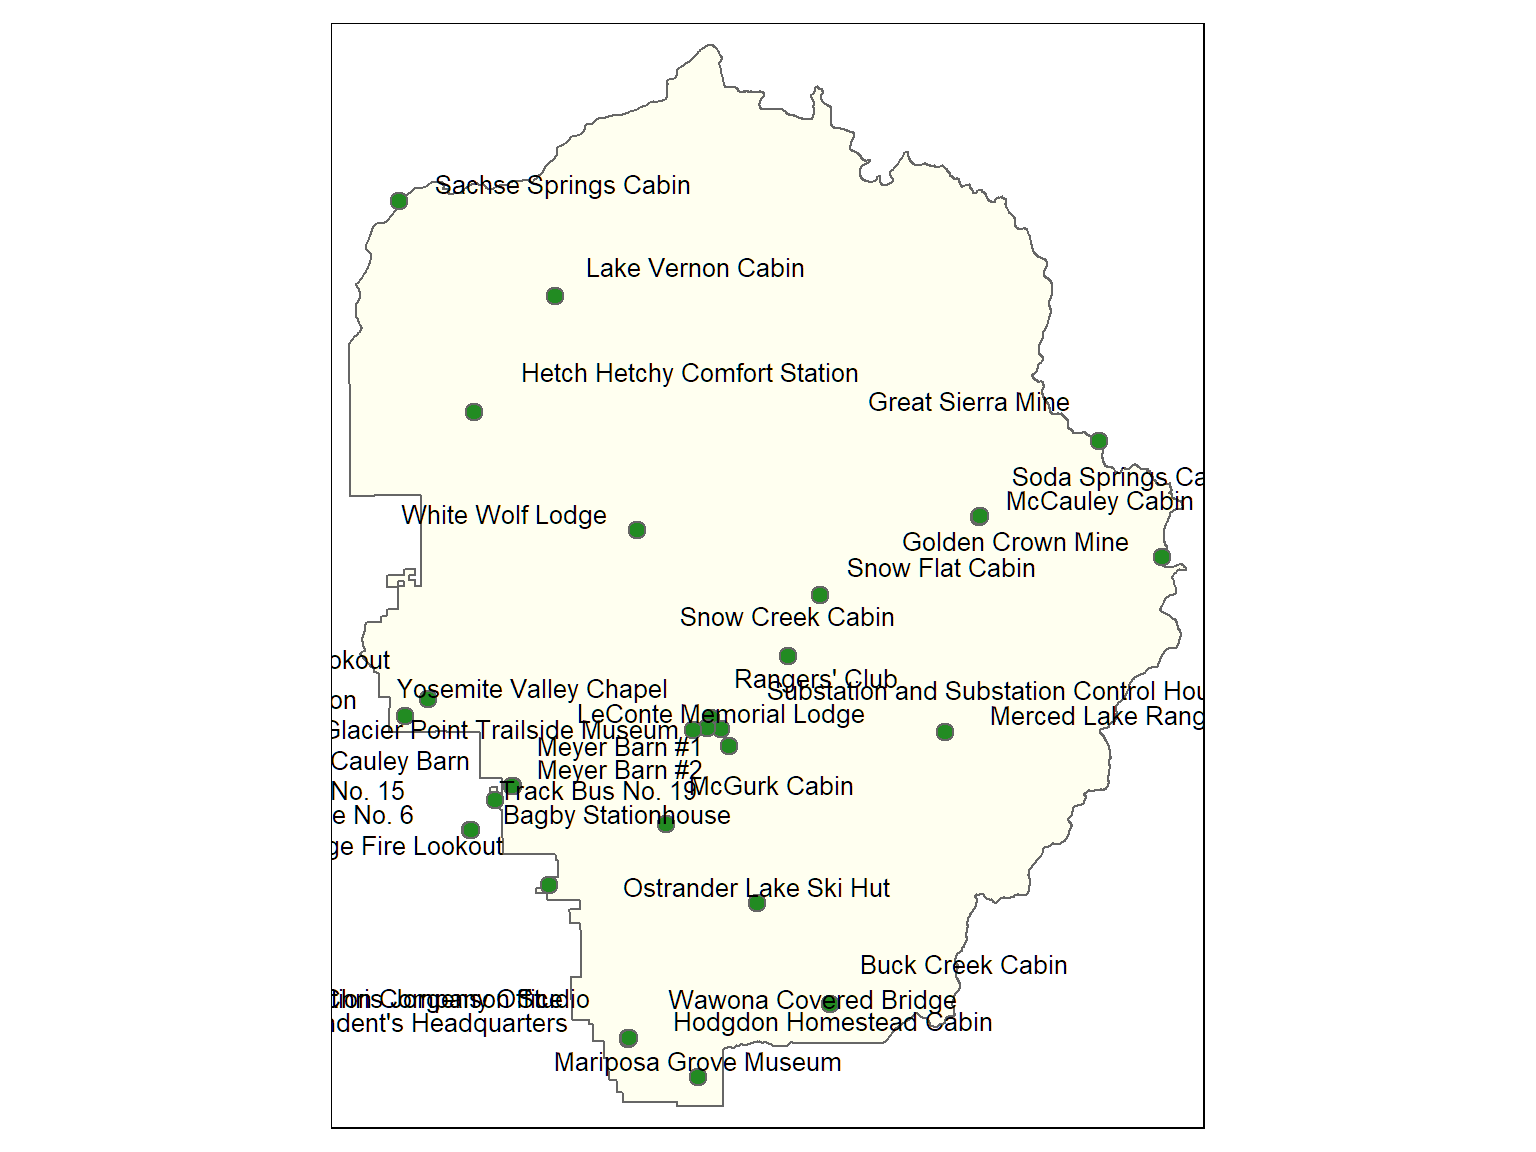 Sachse Springs Cabin
Lake Vernon Cabin
Hetch Hetchy Comfort Station
Great Sierra Mine
Soda Springs Ca
McCauley Cabin
White Wolf Lodge
Golden Crown Mine
Snow Flat Cabin
Snow Creek Cabin
okout
Rangers' Club
Yosemite Valley Chapel
Substation and Substation Control Hou
on
LeConte Memorial Lodge
Merced Lake Rang
Glacier Point Trailside Museum
Meyer Barn #1
Cauley Barn
Meyer Barn #2
McGurk Cabin
No. 15
Track Bus No. 19
e No. 6
Bagby Stationhouse
ge Fire Lookout
Ostrander Lake Ski Hut
Buck Creek Cabin
Chris Jorgenson Studio
Company Office
Wawona Covered Bridge
ndent's Headquarters
Hodgdon Homestead Cabin
Mariposa Grove Museum